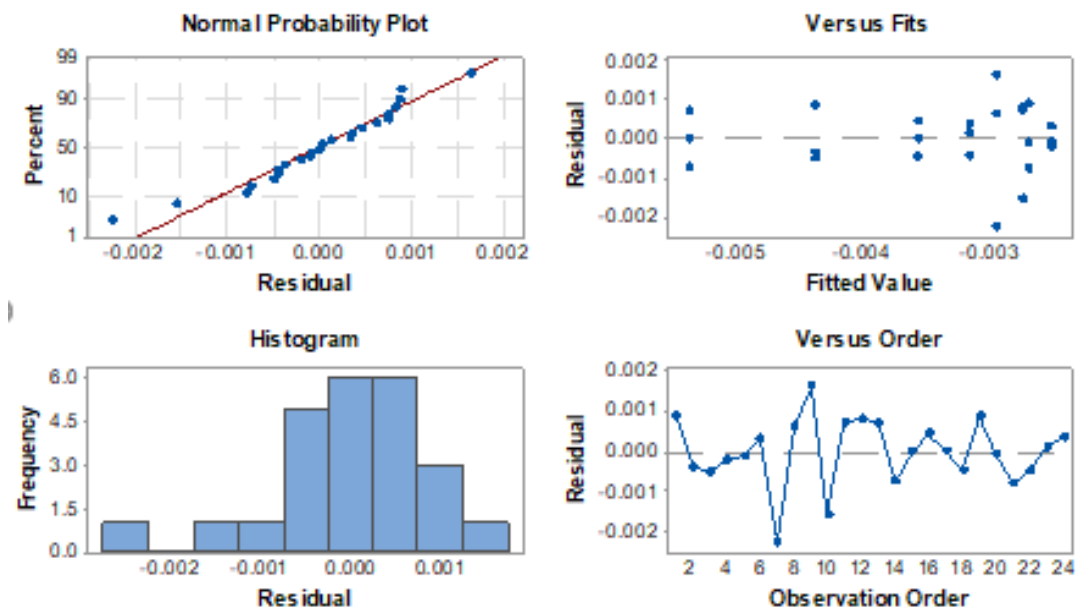 Normal Probability Plot
99
90
50
10
1
Percent
-0.002 -0.001 0.000 0.001 0.002
Residual
Versus Fits
0.002
0.001
0.000
-0.001
-0.002
Residual
-0.005 -0.004 -0.003
Fitted Value
Histogram
6.0
4.5
3.0
1.5
0.0
Frequency
-0.002 -0.001 0.000 0.001
Residual
Versus Order
0.002
0.001
0.000
-0.001
-0.002
Residual
2 4 6 8 10 12 14 16 18 20 22 24
Observation Order